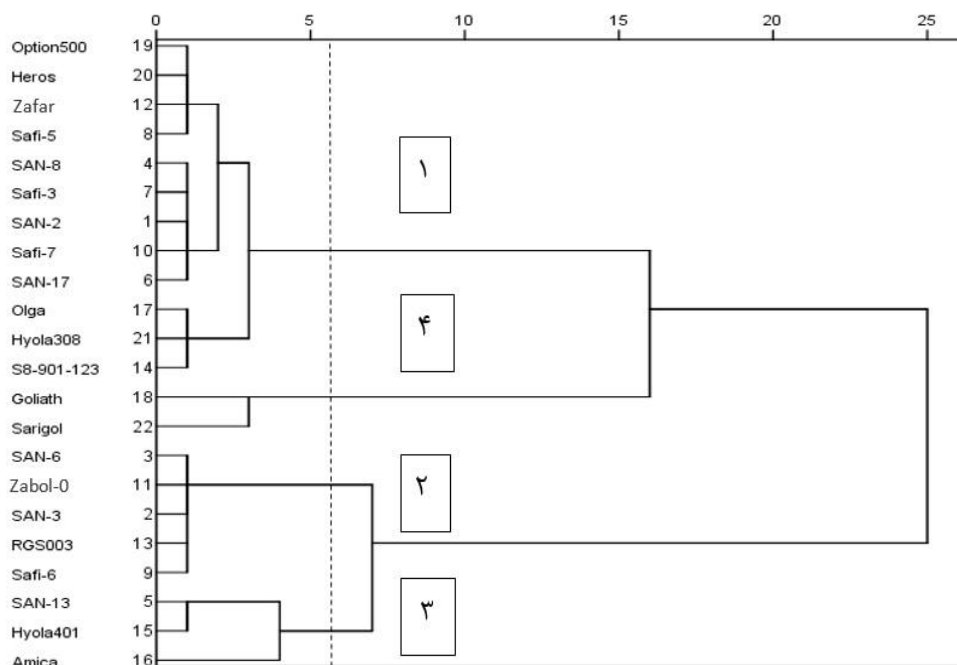 0 5 10 15 20 25
Option500 19
Heros 20
Zafar 12
Safi-5 8
SAN-8 4
۱
Safi-3 7
SAN-2 1
Safi-7 10
SAN-17 6
Olga 17
۴
Hyola308 21
S8-901-123 14
Goliath 18
Sarigol 22
SAN-6 3
Zabol-0 11
۲
SAN-3 2
RGS003 13
Safi-6 9
SAN-13 5
۳
Hyola401 15
Amica 16